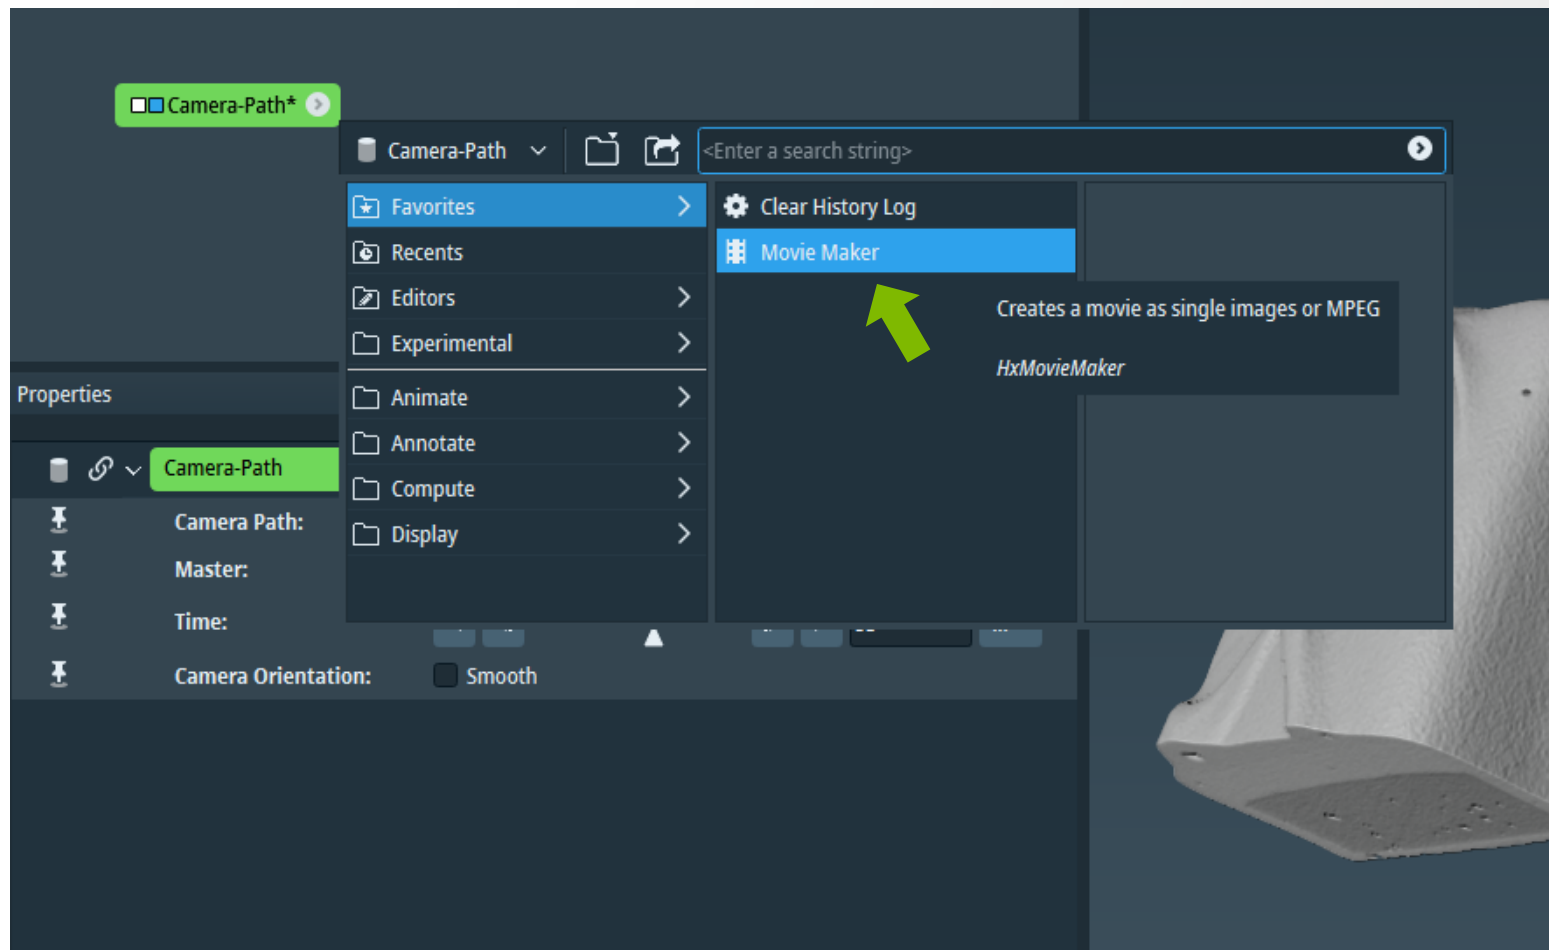 Camera-Path*
Camera-Path
<Enter a search string>
Favorites
Clear History Log
Recents
Movie Maker
Editors
Creates a movie as single images or MPEG
Experimental
HxMovieMaker
Properties
Animate
Annotate
Camera-Path
Compute
Camera Path:
Display
Master:
Time:
Camera Orientation:
Smooth